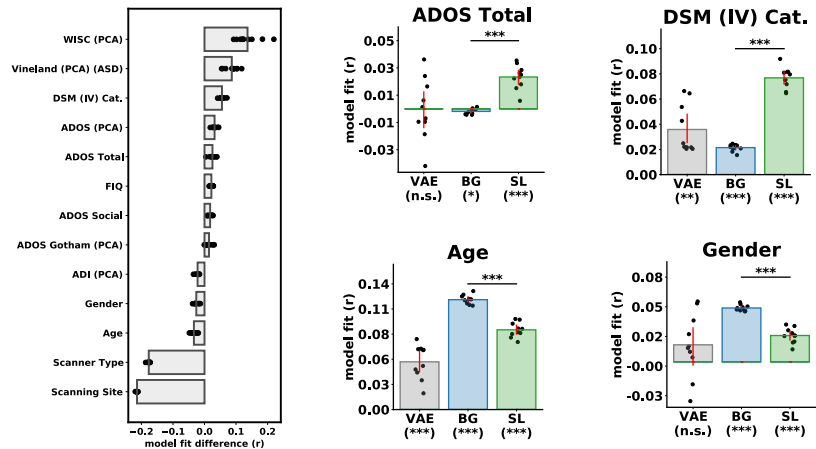 WISC (PCA)
Vineland (PCA) (ASD)
DSM (IV) Cat.
ADOS (PCA)
ADOS Total
FIQ
ADOS Social
ADOS Gotham (PCA)
ADI (PCA)
Gender
Age
Scanner Type
Scanning Site
−0.2 −0.1 0.0 0.1 0.2
model fit difference (r)
ADOS Total
***
model fit (r)
0.05
0.03
0.01
−0.01
−0.03
VAE BG SL
(n.s.) (*) (***)
DSM (IV) Cat.
***
model fit (r)
0.10
0.08
0.06
0.04
0.02
0.00
VAE BG SL
(**) (***) (***)
Age
***
model fit (r)
0.14
0.11
0.08
0.06
0.03
0.00
VAE BG SL
(***) (***) (***)
Gender
***
model fit (r)
0.08
0.05
0.02
−0.00
−0.03
VAE BG SL
(n.s.) (***) (***)